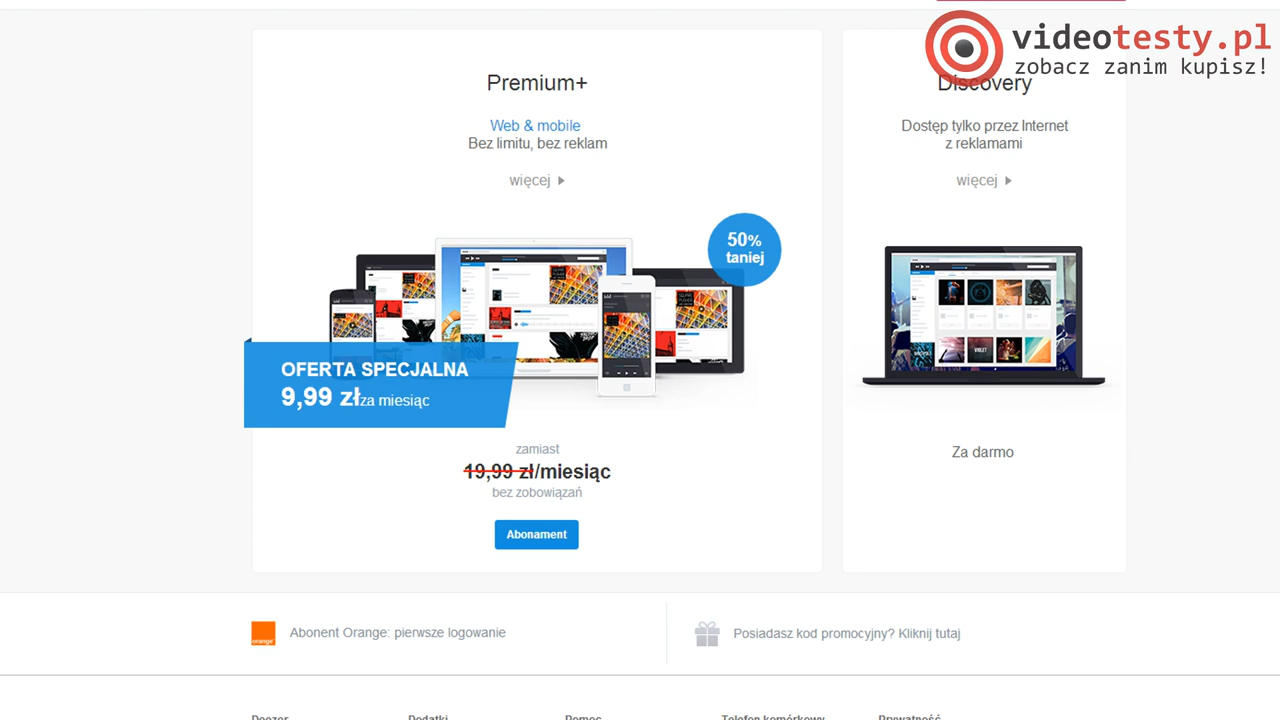 videotesty.pl
zobacz zanim kupisz!
Premium+
Web & mobile
Bez limitu, bez reklam
więcej
50%
taniej
OFERTA SPECJALNA
9,99 zł za miesiąc
zamiast
19,99 zł/miesiąc
bez zobowiązań
Abonament
Discovery
Dostęp tylko przez Internet
z reklamami
więcej
Za darmo
orange
Abonent Orange: pierwsze logowanie
Posiadasz kod promocyjny? Kliknij tutaj
Deezer
Dodatki
Pomoc
Telefon komórkowy
Prywatność